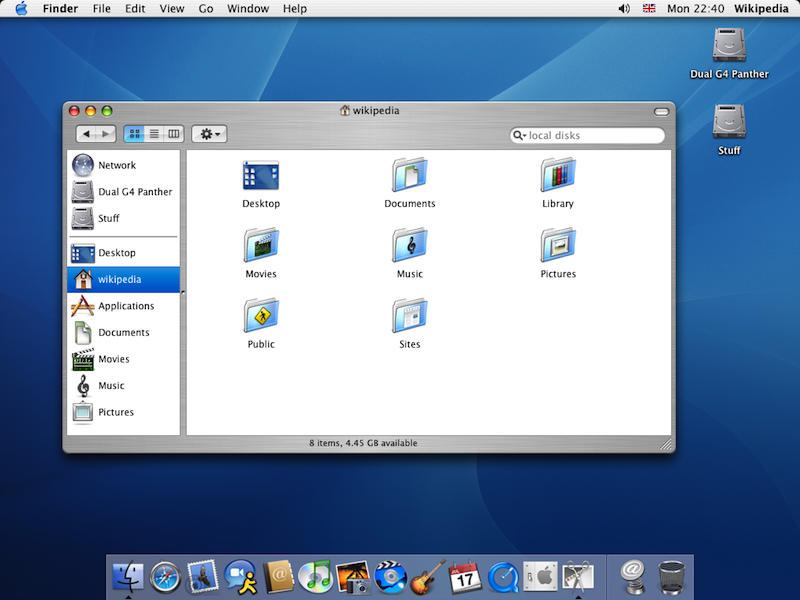 Finder File Edit View Go Window Help Mon 22:40 Wikipedia
Dual G4 Panther
Stuff
wikipedia
local disks
Network
Dual G4 Panther
Stuff
Desktop
wikipedia
Applications
Documents
Movies
Music
Pictures
Desktop Documents Library
Movies Music Pictures
Public Sites
8 items, 4.45 GB available
17